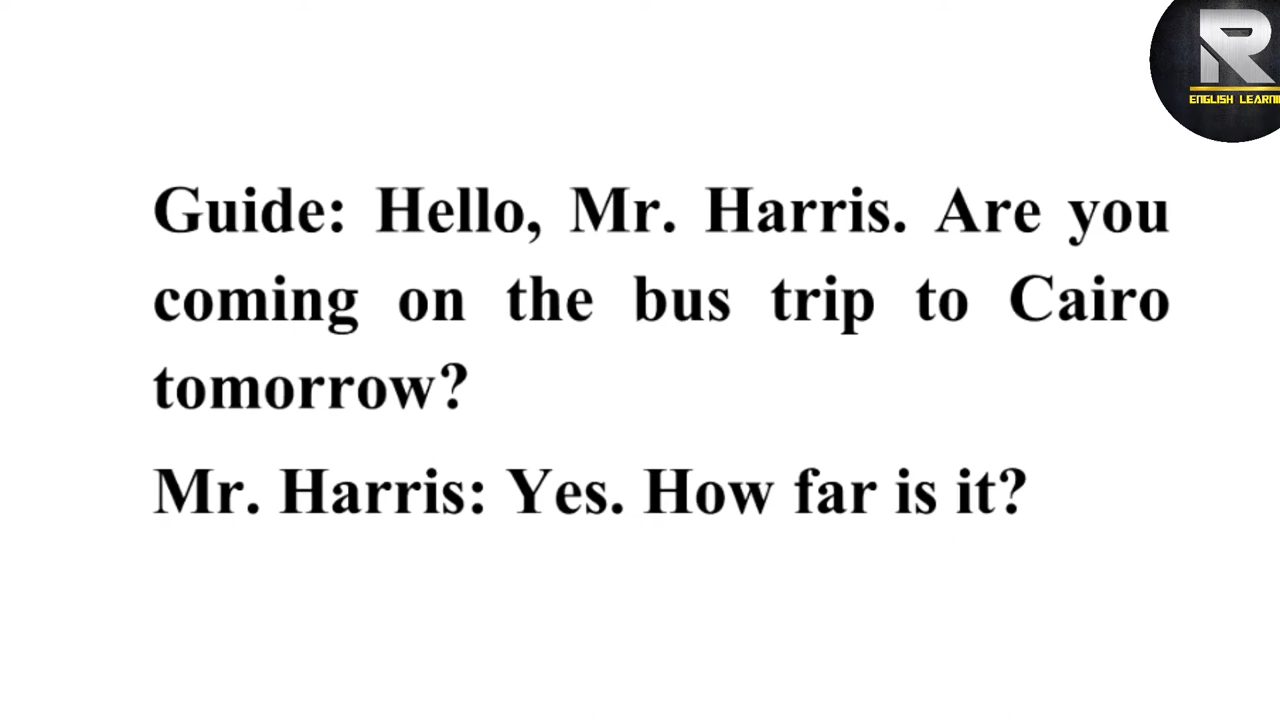 R
ENGLISH LEARNIN
Guide: Hello, Mr. Harris. Are you
coming on the bus trip to Cairo
tomorrow?
Mr. Harris: Yes. How far is it?